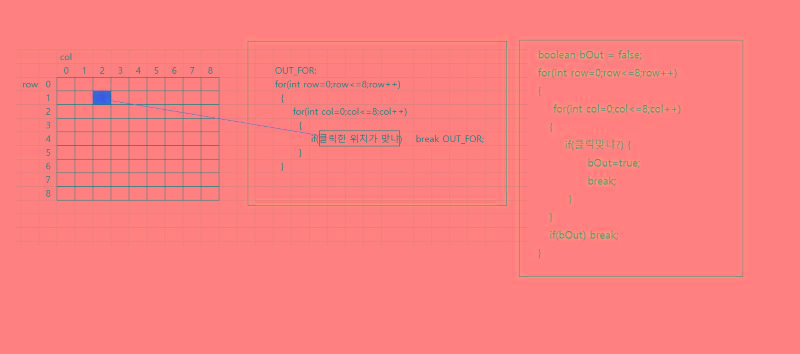 col
0 1 2 3 4 5 6 7 8
row 0
1
2
3
4
5
6
7
8
OUT_FOR:
for(int row=0;row<=8;row++)
{
for(int col=0;col<=8;col++)
{
if(클릭한 위치가 맞냐) break OUT_FOR;
}
}
boolean bOut = false;
for(int row=0;row<=8;row++)
{
for(int col=0;col<=8;col++)
{
if(클릭맞니?) {
bOut=true;
break;
}
}
if(bOut) break;
}